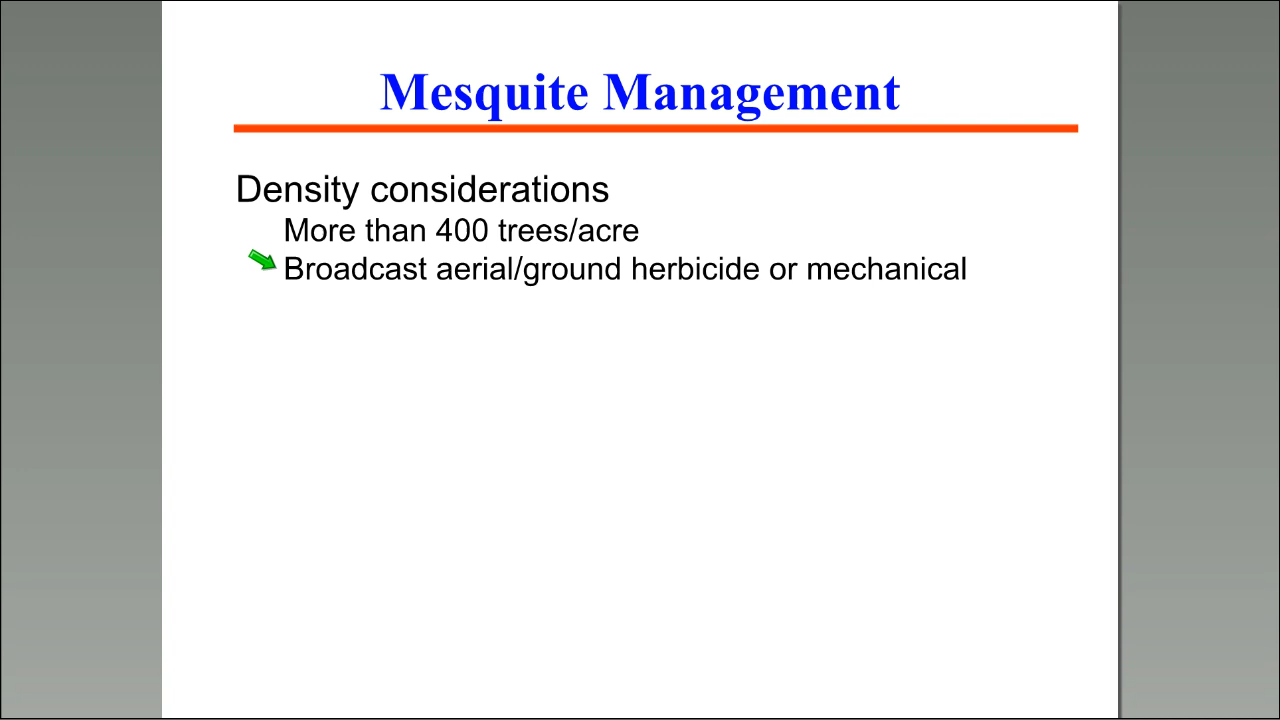 Mesquite Management
Density considerations
More than 400 trees/acre
Broadcast aerial/ground herbicide or mechanical